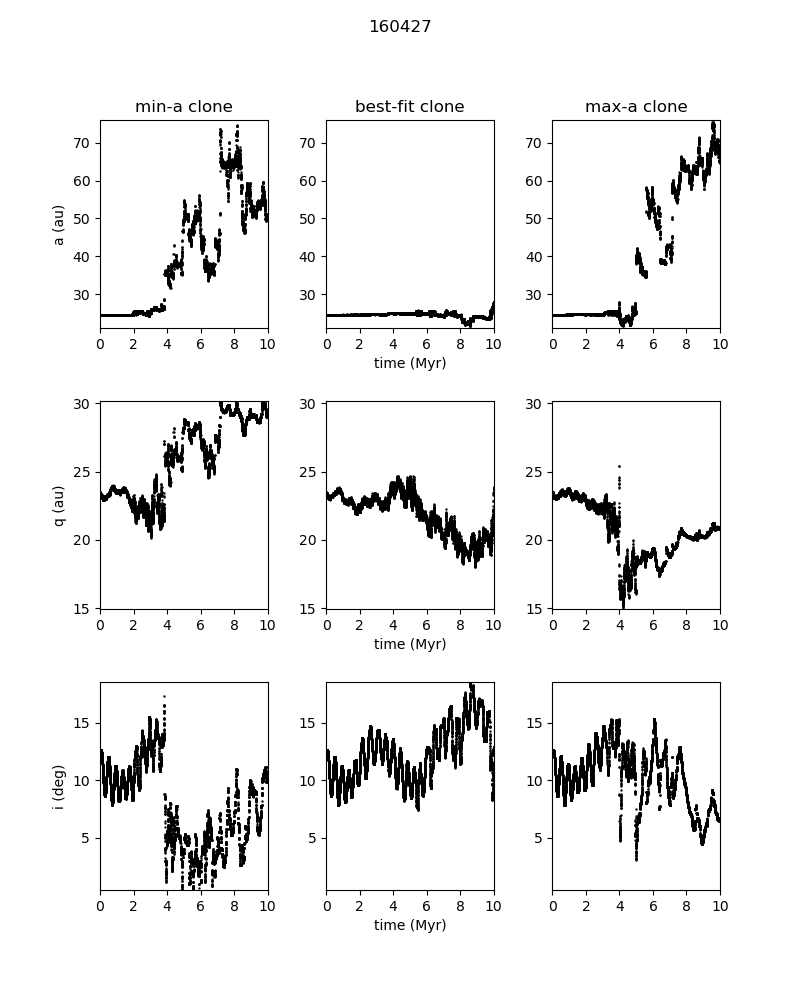 160427
min-a clone best-fit clone max-a clone
70 70 70
60 60 60
50 50 50
40 40 40
30 30 30
a (au)
0 2 4 6 8 10 0 2 4 6 8 10 0 2 4 6 8 10
time (Myr)
30 30 30
25 25 25
20 20 20
15 15 15
q (au)
0 2 4 6 8 10 0 2 4 6 8 10 0 2 4 6 8 10
time (Myr)
15 15 15
10 10 10
5 5 5
i (deg)
0 2 4 6 8 10 0 2 4 6 8 10 0 2 4 6 8 10
time (Myr)